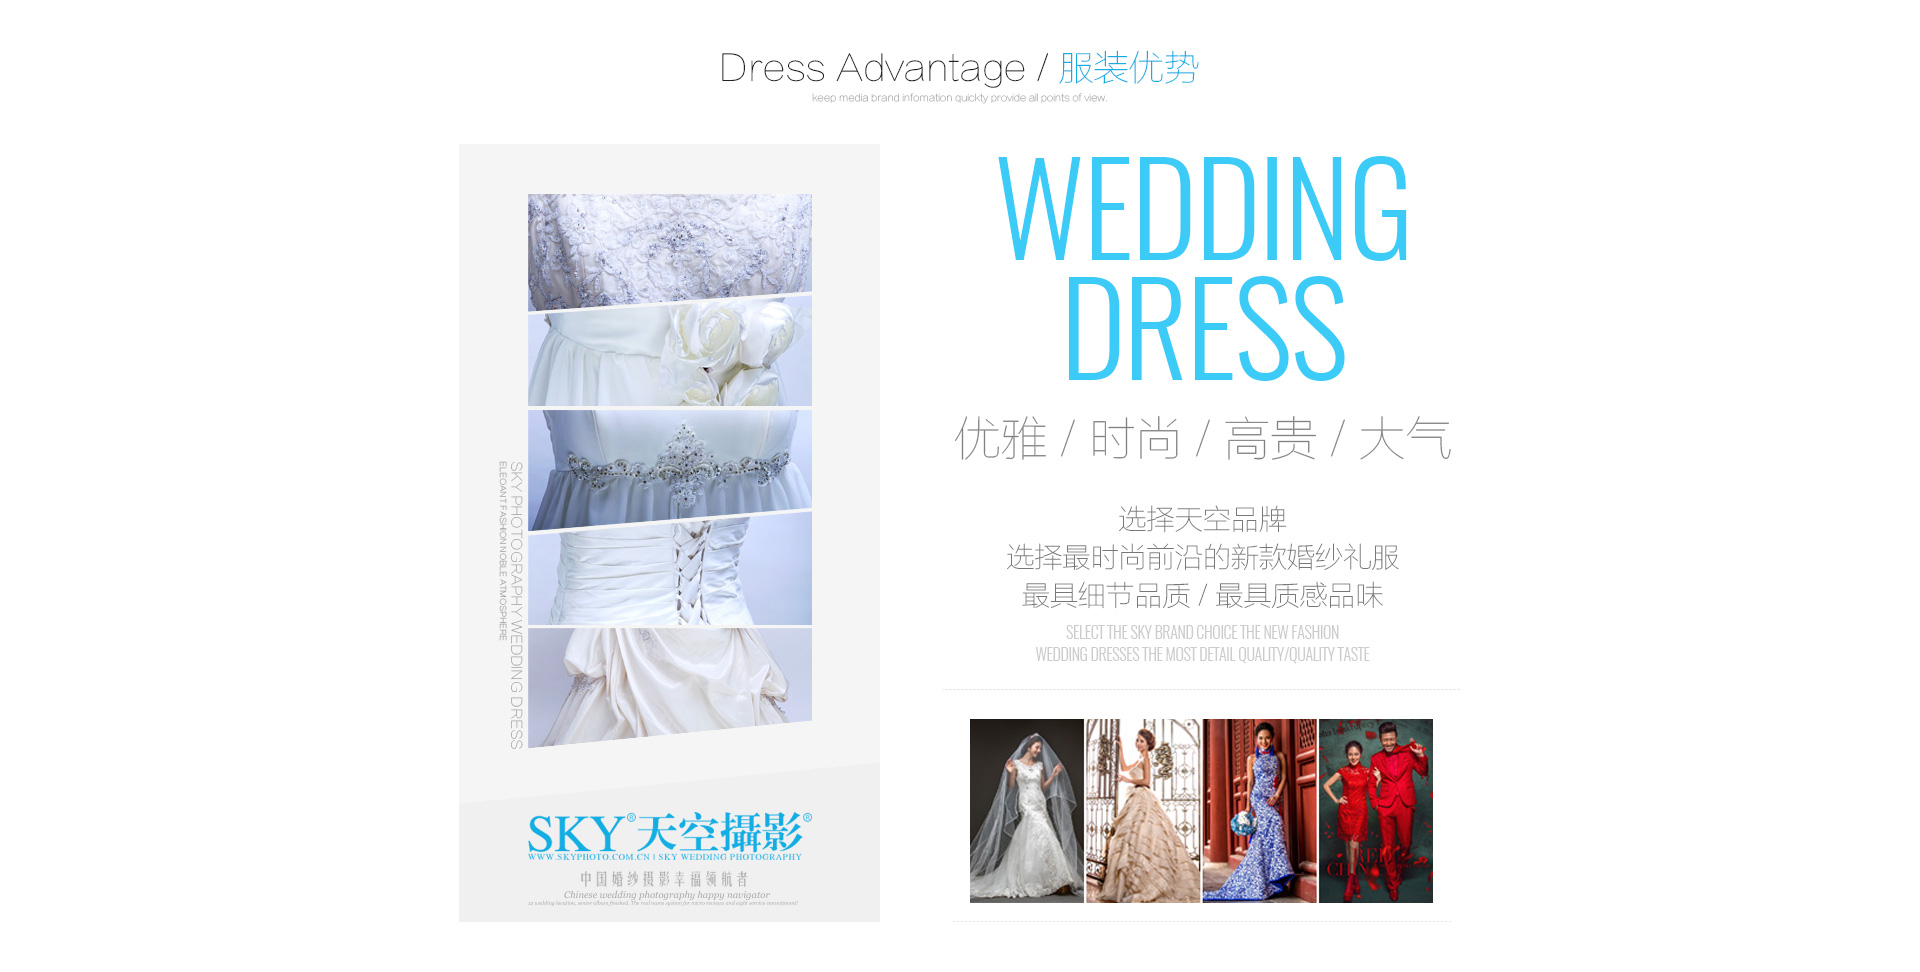 Dress Advantage / 服装优势
keep media brand infomation quickty provide all points of view.
SKY PHOTOGRAPHY WEDDING DRESS
ELEOANT FASHION NOBLE ATMOSPHERE
SKY®天空攝影®
WWW.SKYPHOTO.COM.CN | SKY WEDDING PHOTOGRAPHY
中国婚纱摄影幸福领航者
Chinese wedding photography happy navigator
WEDDING
DRESS
优雅 / 时尚 / 高贵 / 大气
选择天空品牌
选择最时尚前沿的新款婚纱礼服
最具细节品质 / 最具质感品味
SELECT THE SKY BRAND CHOICE THE NEW FASHION
WEDDING DRESSES THE MOST DETAIL QUALITY/QUALITY TASTE